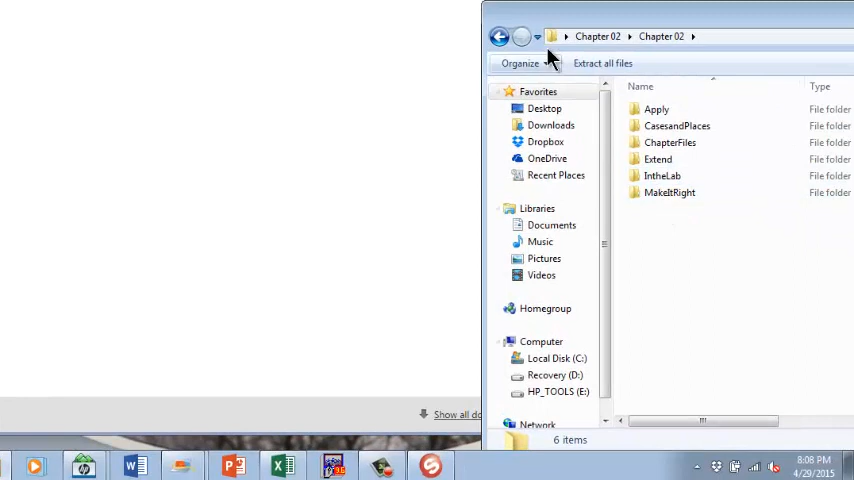 Chapter 02 Chapter 02
Organize Extract all files
Name
Favorites
Desktop
Downloads
Dropbox
OneDrive
Recent Places
Libraries
Documents
Music
Pictures
Videos
Homegroup
Computer
Local Disk (C:)
Recovery (D:)
HP_TOOLS (E:)
Network
Apply File folder
CasesandPlaces File folder
ChapterFiles File folder
Extend File folder
IntheLab File folder
MakeItRight File folder
6 items
Show all do
8:08 PM
4/29/2015